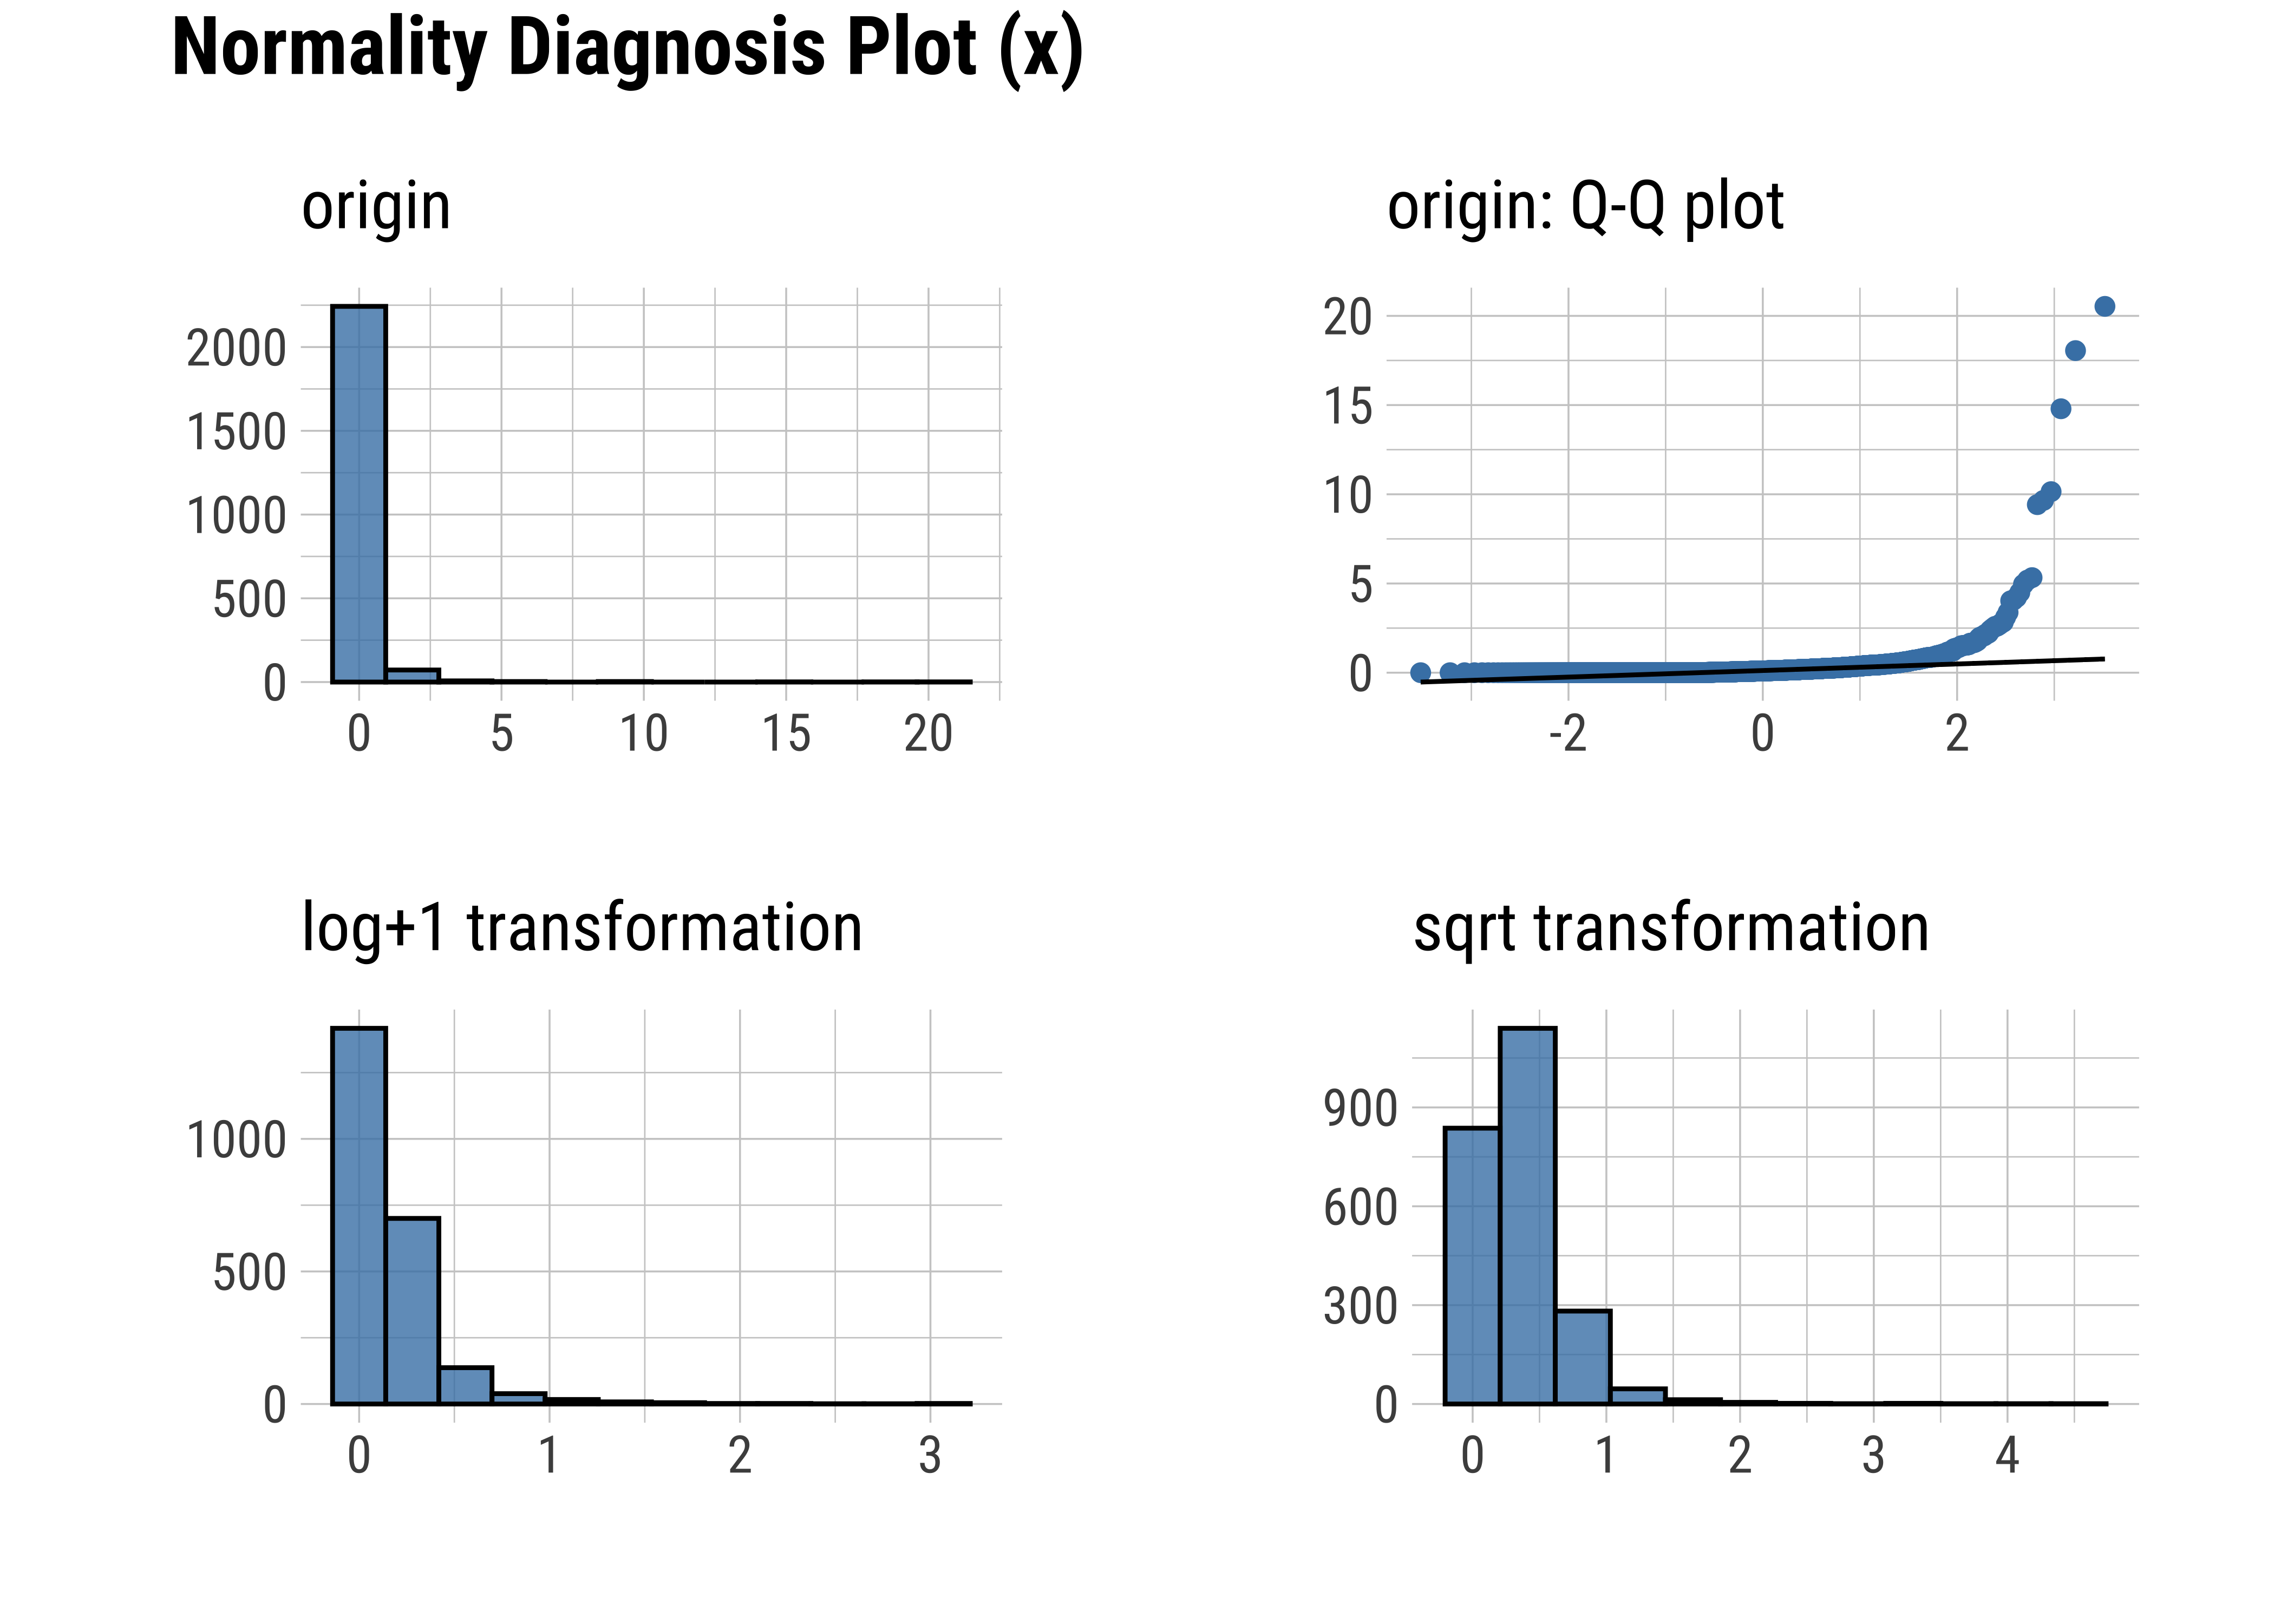 Normality Diagnosis Plot (x)
origin
2000
1500
1000
500
0
0 5 10 15 20
origin: Q-Q plot
20
15
10
5
0
-2 0 2
log+1 transformation
1000
500
0
0 1 2 3
sqrt transformation
900
600
300
0
0 1 2 3 4